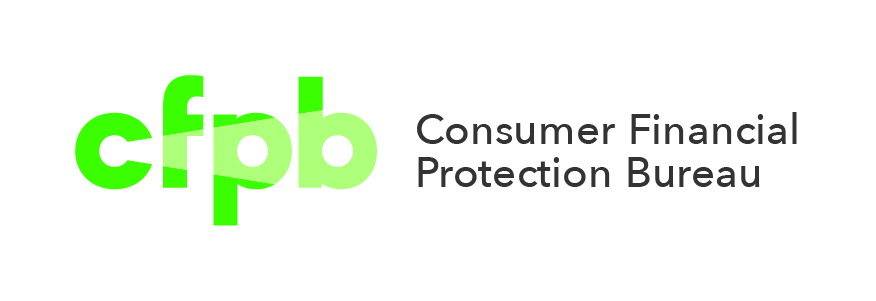 cfpb
Consumer Financial
Protection Bureau